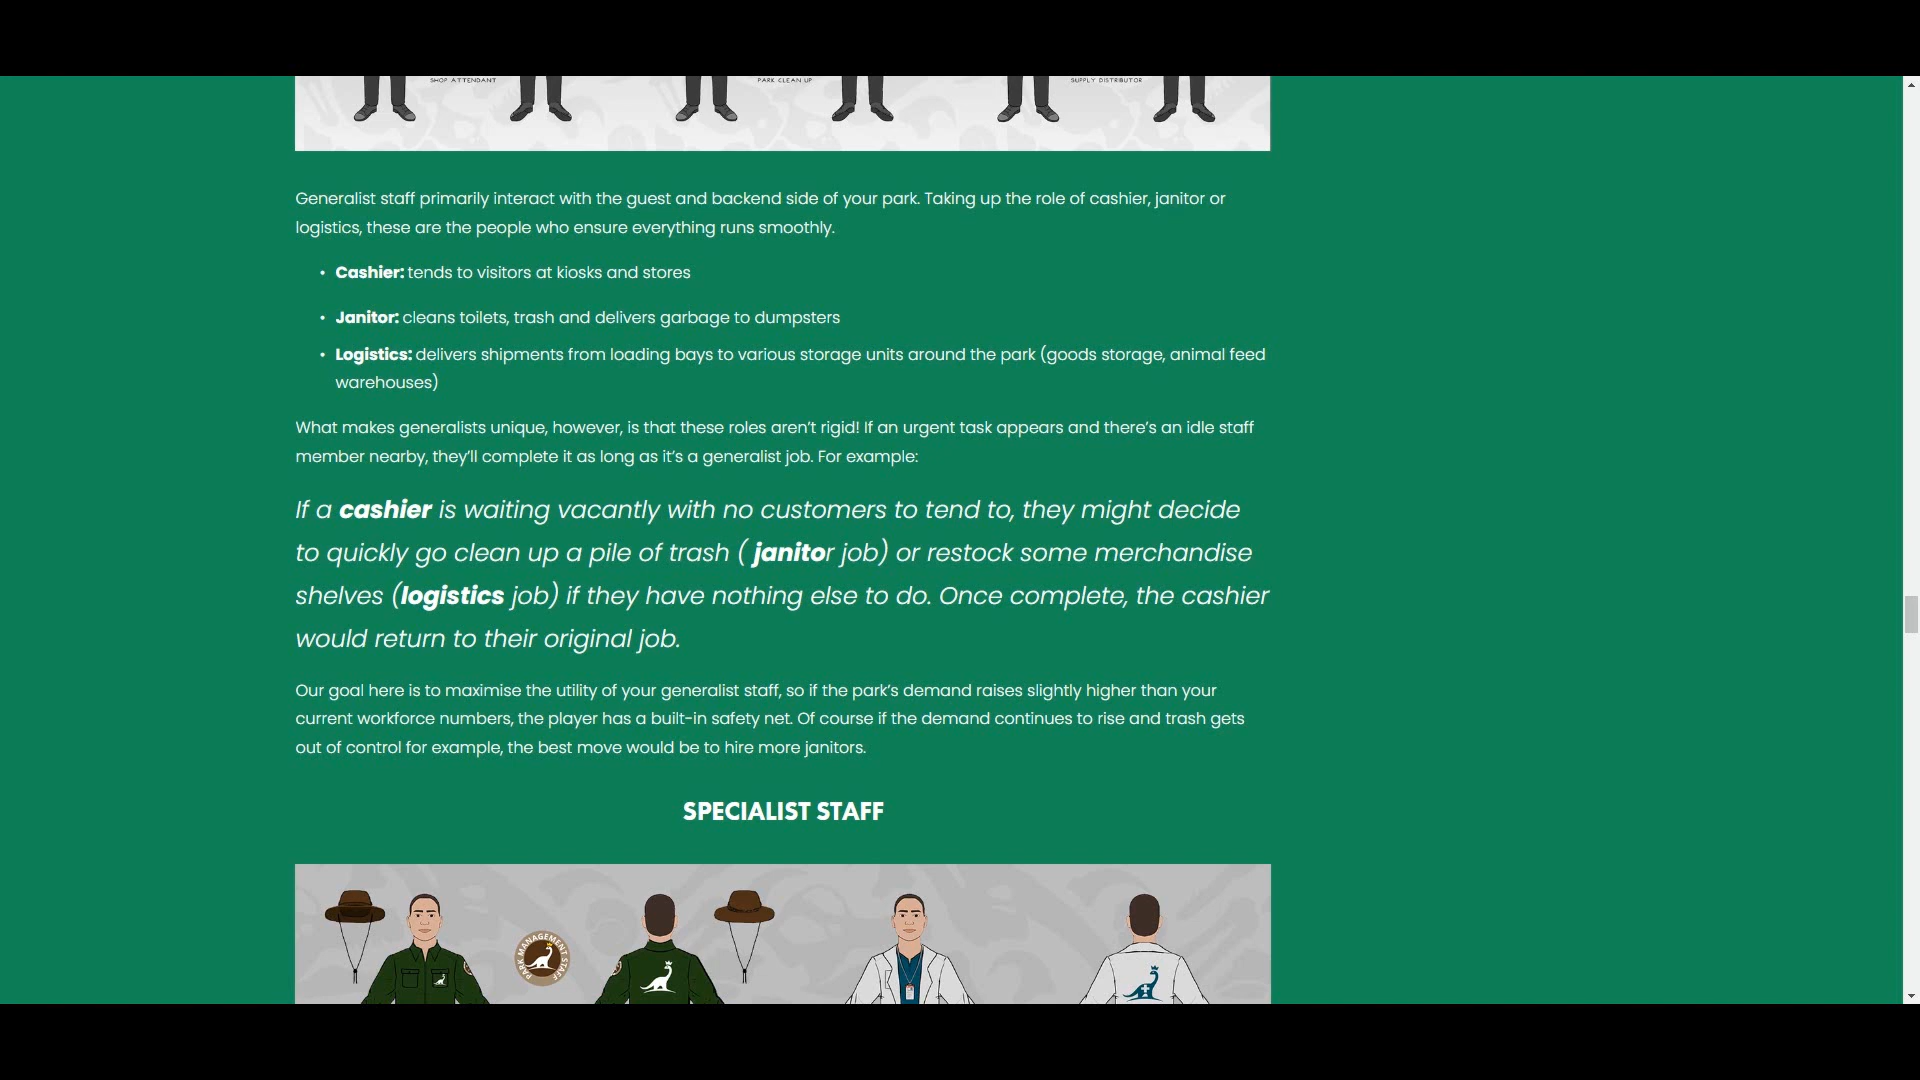 SHOP ATTENDANT PARK CLEAN UP SUPPLY DISTRIBUTOR
Generalist staff primarily interact with the guest and backend side of your park. Taking up the role of cashier, janitor or
logistics, these are the people who ensure everything runs smoothly.
• Cashier: tends to visitors at kiosks and stores
• Janitor: cleans toilets, trash and delivers garbage to dumpsters
• Logistics: delivers shipments from loading bays to various storage units around the park (goods storage, animal feed
warehouses)
What makes generalists unique, however, is that these roles aren’t rigid! If an urgent task appears and there’s an idle staff
member nearby, they’ll complete it as long as it’s a generalist job. For example:
If a cashier is waiting vacantly with no customers to tend to, they might decide
to quickly go clean up a pile of trash ( janitor job) or restock some merchandise
shelves (logistics job) if they have nothing else to do. Once complete, the cashier
would return to their original job.
Our goal here is to maximise the utility of your generalist staff, so if the park’s demand raises slightly higher than your
current workforce numbers, the player has a built-in safety net. Of course if the demand continues to rise and trash gets
out of control for example, the best move would be to hire more janitors.
SPECIALIST STAFF
PARK MANAGEMENT STAFF